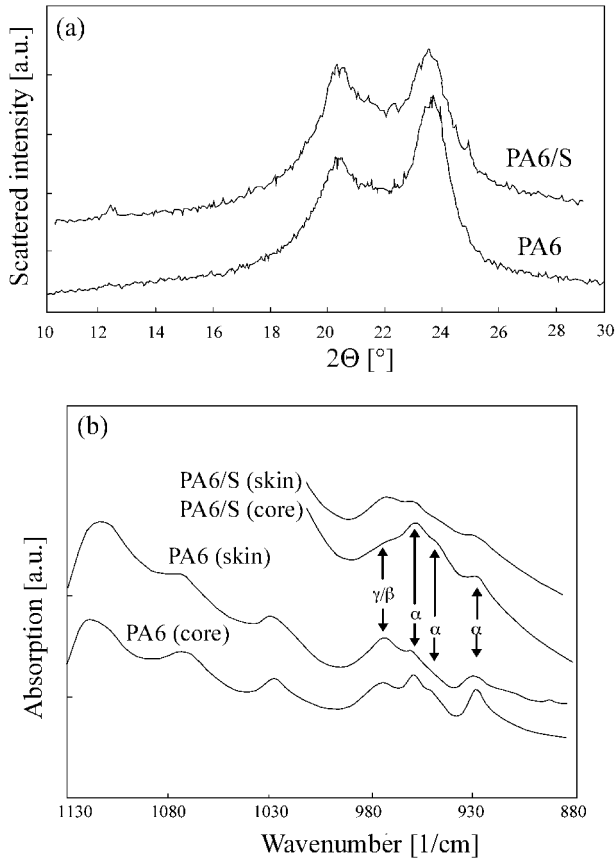 (a)
Scattered intensity [a.u.]
PA6/S
PA6
10 12 14 16 18 20 22 24 26 28 30
2Θ [°]
(b)
Absorption [a.u.]
PA6/S (skin)
PA6/S (core)
PA6 (skin)
PA6 (core)
γ/β
α
α
α
1130 1080 1030 980 930 880
Wavenumber [1/cm]